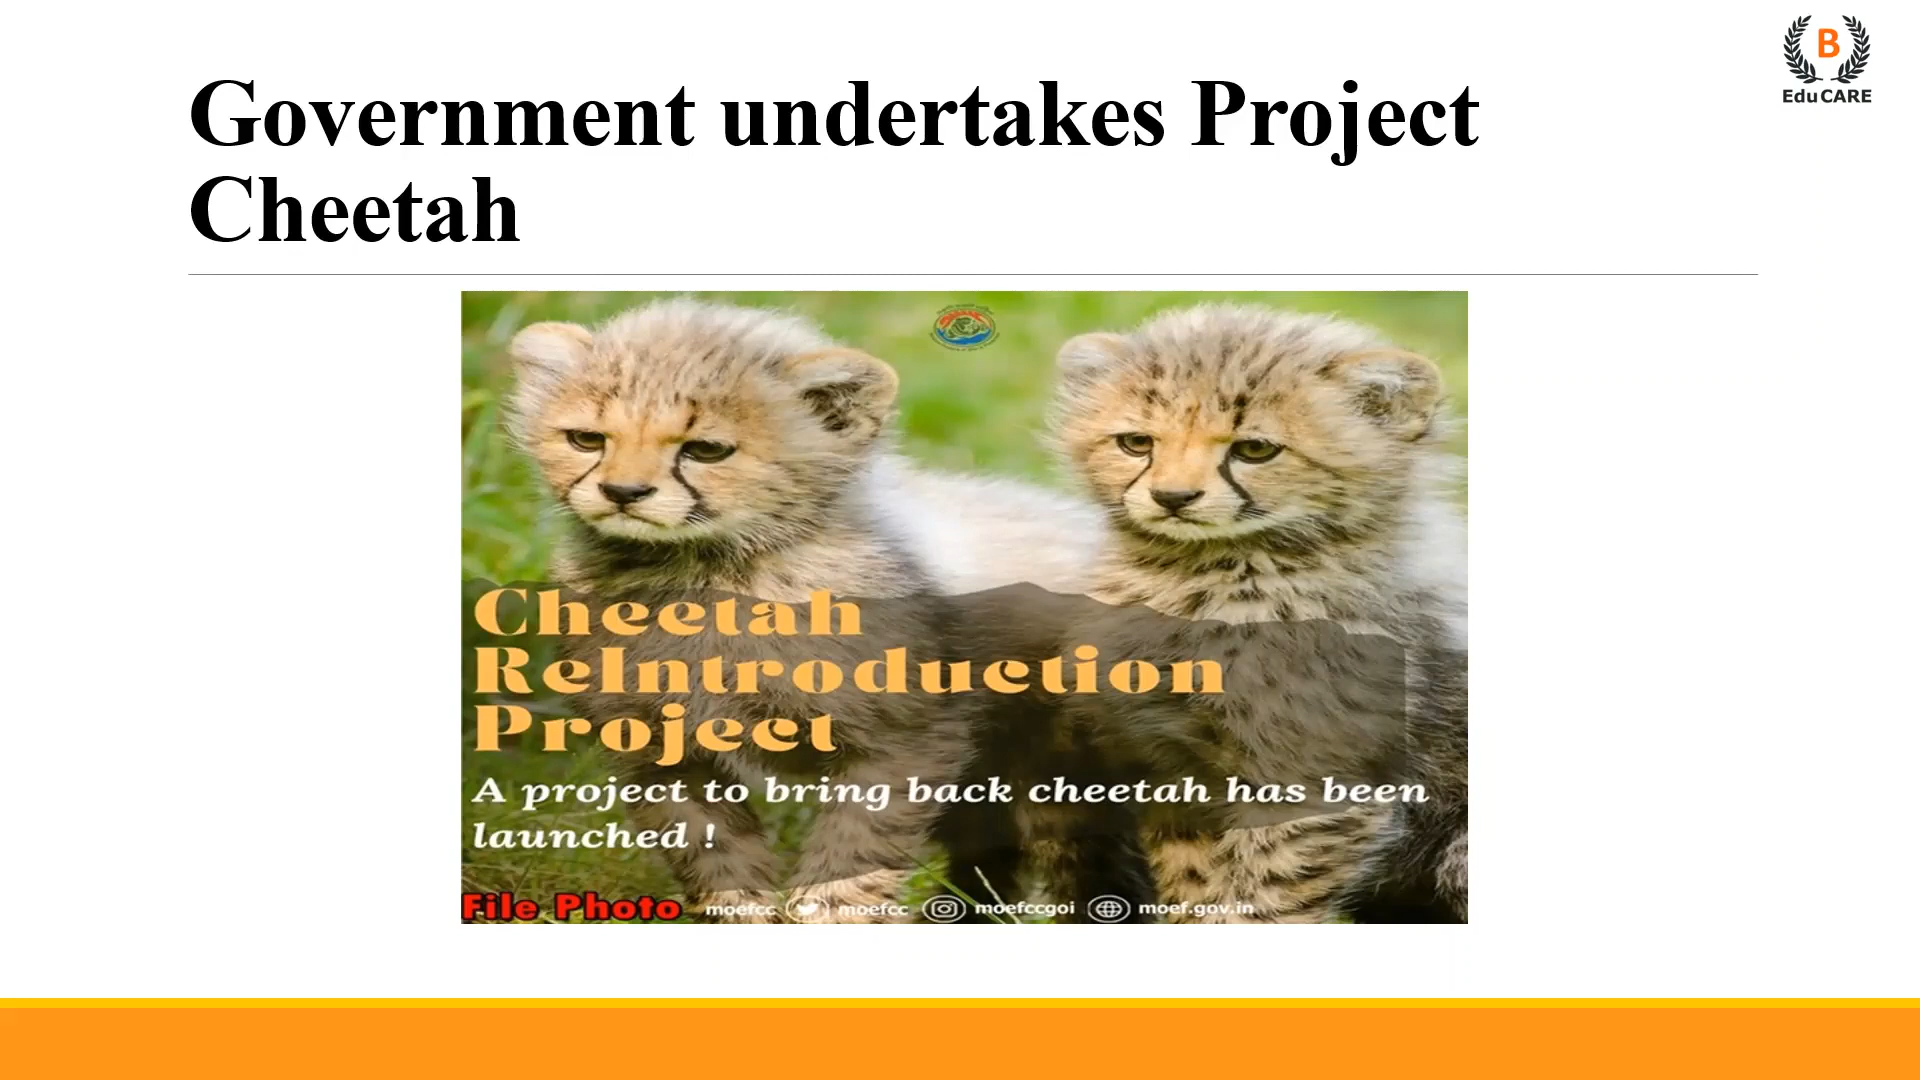 B
EduCARE
Government undertakes Project
Cheetah
Cheetah
ReIntroduction
Project
A project to bring back cheetah has been
launched !
File Photo moefcc moefcc moefccgoi moef.gov.in